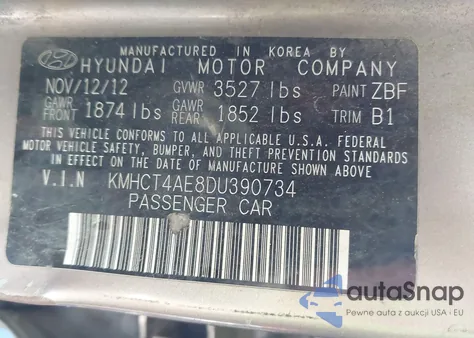 MANUFACTURED IN KOREA BY
HYUNDAI MOTOR COMPANY
NOV/12/12 GVWR 3527 lbs PAINT ZBF
GAWR FRONT 1874 lbs GAWR REAR 1852 lbs TRIM B1
THIS VEHICLE CONFORMS TO ALL APPLICABLE U.S.A. FEDERAL
MOTOR VEHICLE SAFETY, BUMPER, AND THEFT PREVENTION STANDARDS
IN EFFECT ON THE DATE OF MANUFACTURE SHOWN ABOVE.
V.I.N KMHCT4AE8DU390734
PASSENGER CAR
autoSnap
Pewne auta z aukcji USA - EU